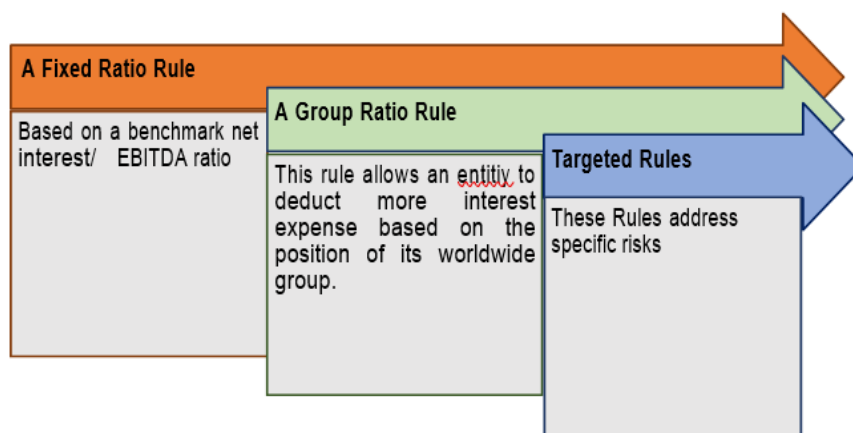 A Fixed Ratio Rule
Based on a benchmark net
interest/ EBITDA ratio
A Group Ratio Rule
This rule allows an entitiy to
deduct more interest
expense based on the
position of its worldwide
group.
Targeted Rules
These Rules address
specific risks